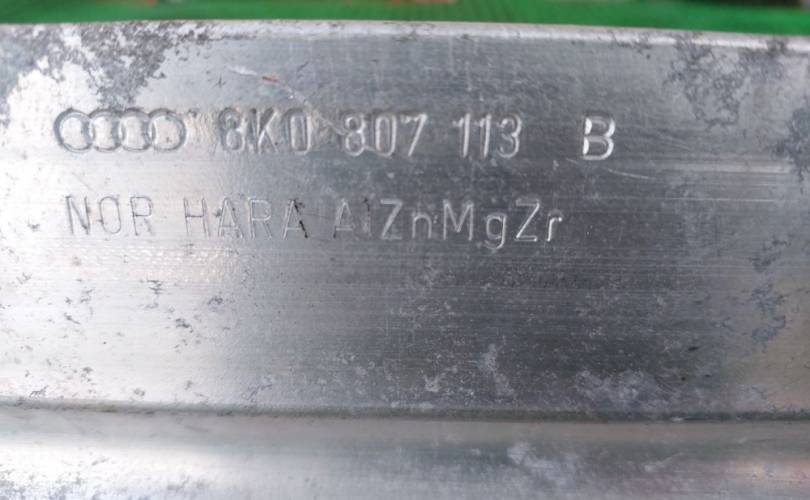 8K0 807 113 B
NOR HARA AlZnMgZr